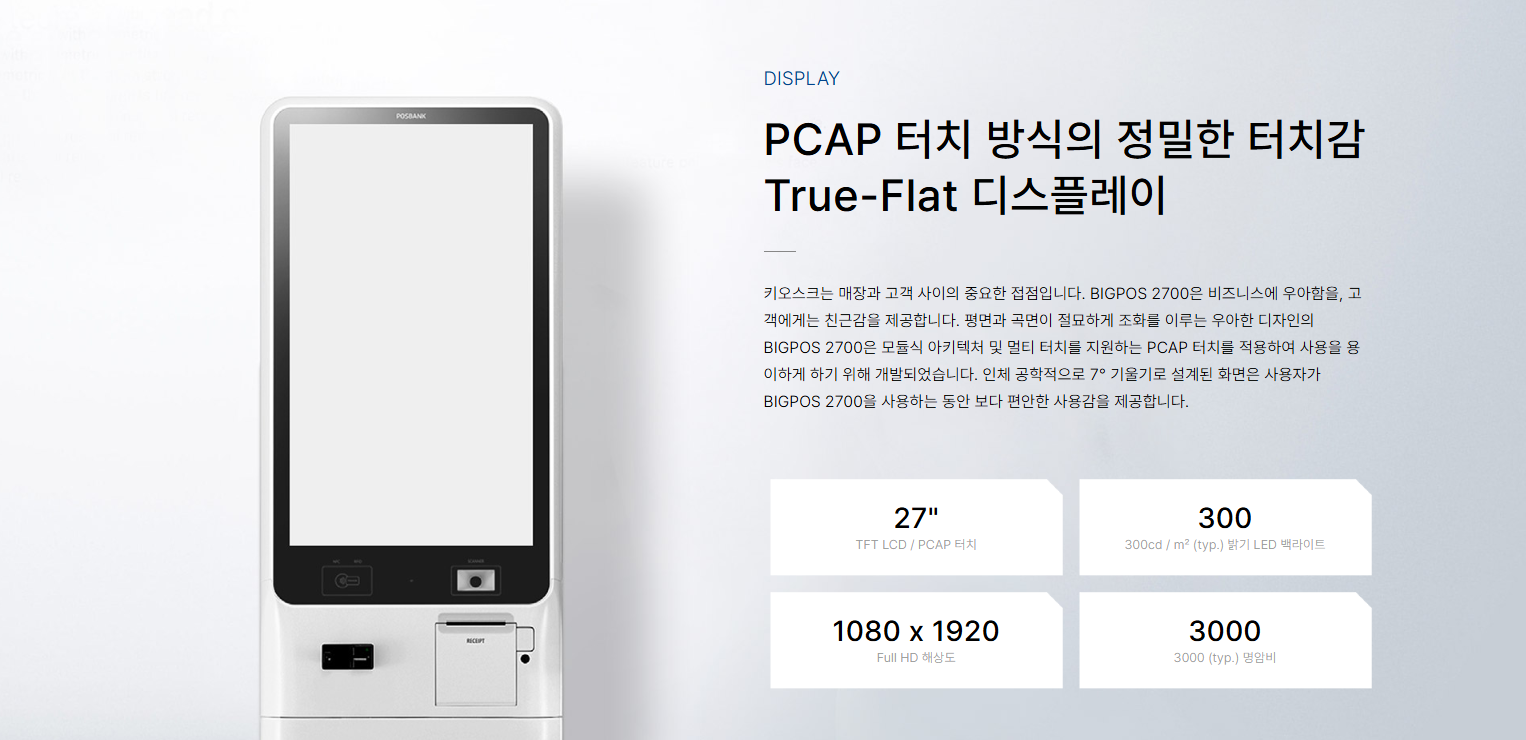 DISPLAY
PCAP 터치 방식의 정밀한 터치감
True-Flat 디스플레이
키오스크는 매장과 고객 사이의 중요한 접점입니다. BIGPOS 2700은 비즈니스에 우아함을, 고
객에게는 친근감을 제공합니다. 평면과 곡면이 절묘하게 조화를 이루는 우아한 디자인의
BIGPOS 2700은 모듈식 아키텍처 및 멀티 터치를 지원하는 PCAP 터치를 적용하여 사용을 용
이하게 하기 위해 개발되었습니다. 인체 공학적으로 7° 기울기로 설계된 화면은 사용자가
BIGPOS 2700을 사용하는 동안 보다 편안한 사용감을 제공합니다.
27"
TFT LCD / PCAP 터치
300
300cd / m² (typ.) 밝기 LED 백라이트
1080 x 1920
Full HD 해상도
3000
3000 (typ.) 명암비
POSBANK
RECEIPT